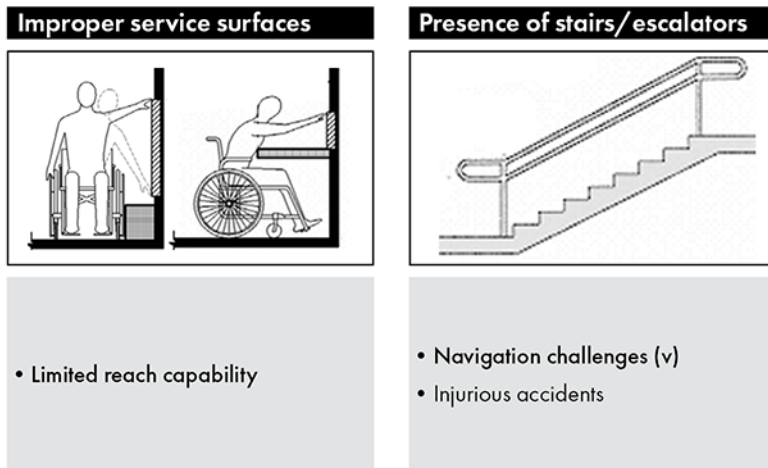 Improper service surfaces
Presence of stairs/escalators
• Limited reach capability
• Navigation challenges (v)
• Injurious accidents